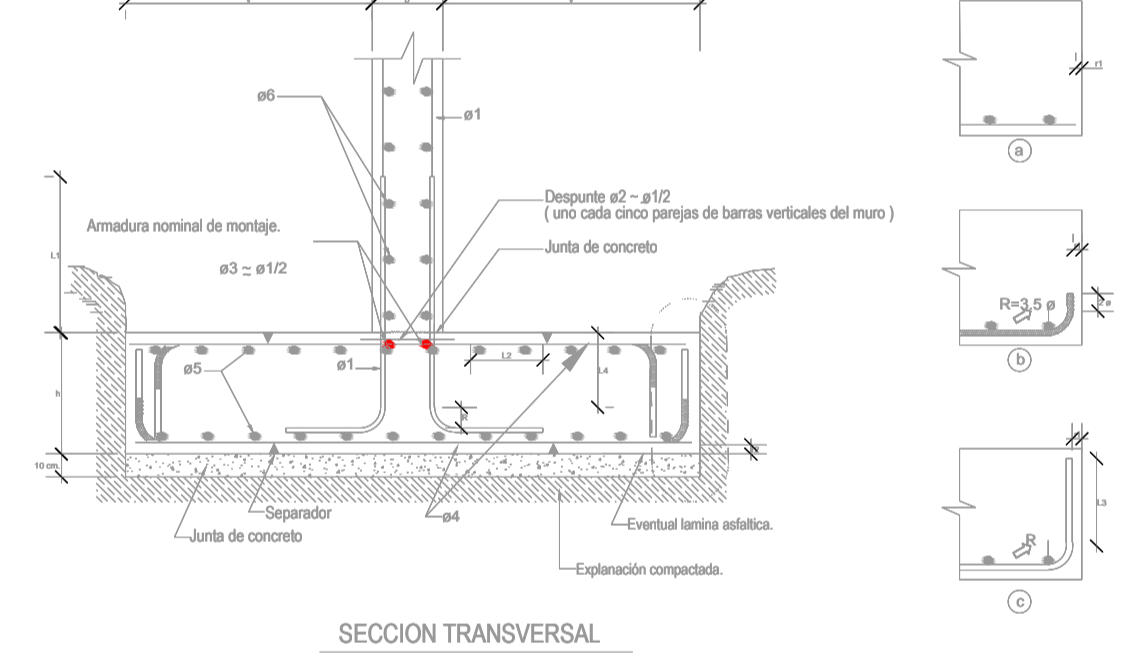 r1
ø6
ø1
a
Despunte ø2 ~ ø1/2
( uno cada cinco parejas de barras verticales del muro )
Armadura nominal de montaje.
Junta de concreto
L1
ø3 ≃ ø1/2
R=3,5 ø
2 ø
b
ø5
ø1
L2
L4
h
R
10 cm.
Separador
ø4
Eventual lamina asfaltica.
Junta de concreto
Explanación compactada.
L3
R
c
SECCION TRANSVERSAL